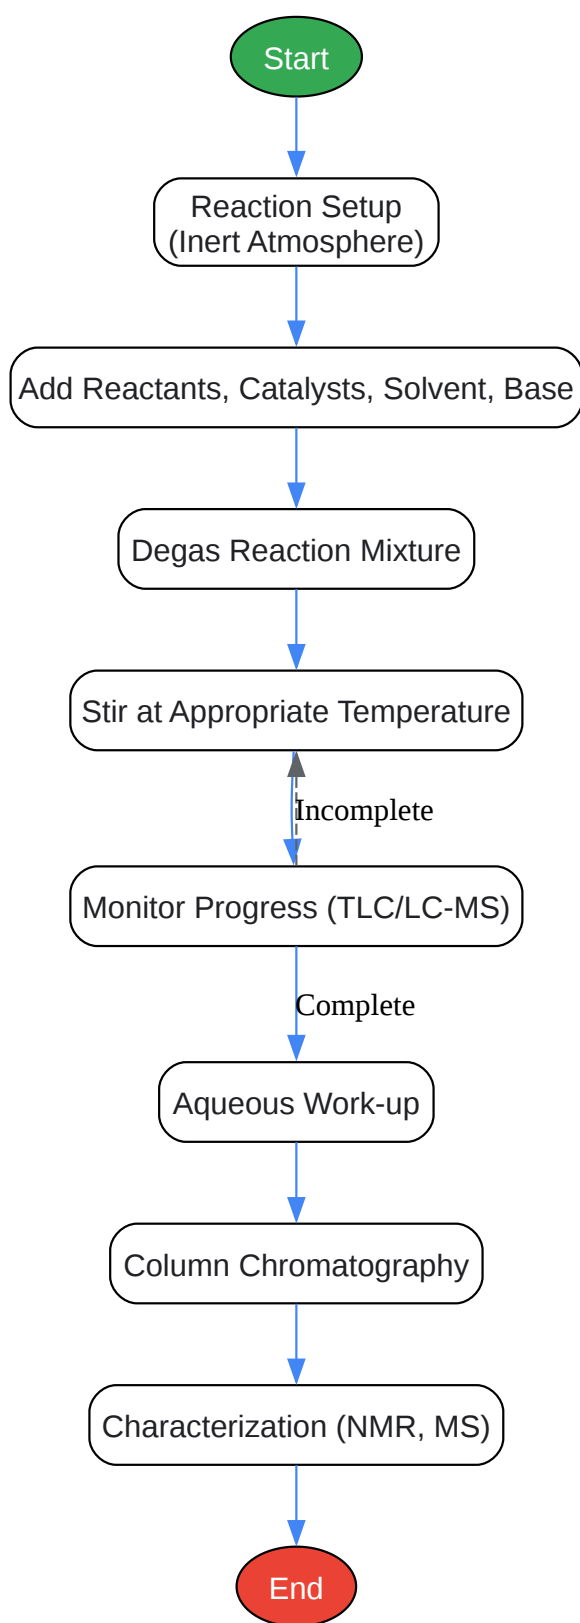 Start
Reaction Setup
(Inert Atmosphere)
Add Reactants, Catalysts, Solvent, Base
Degas Reaction Mixture
Stir at Appropriate Temperature
Incomplete
Monitor Progress (TLC/LC-MS)
Complete
Aqueous Work-up
Column Chromatography
Characterization (NMR, MS)
End